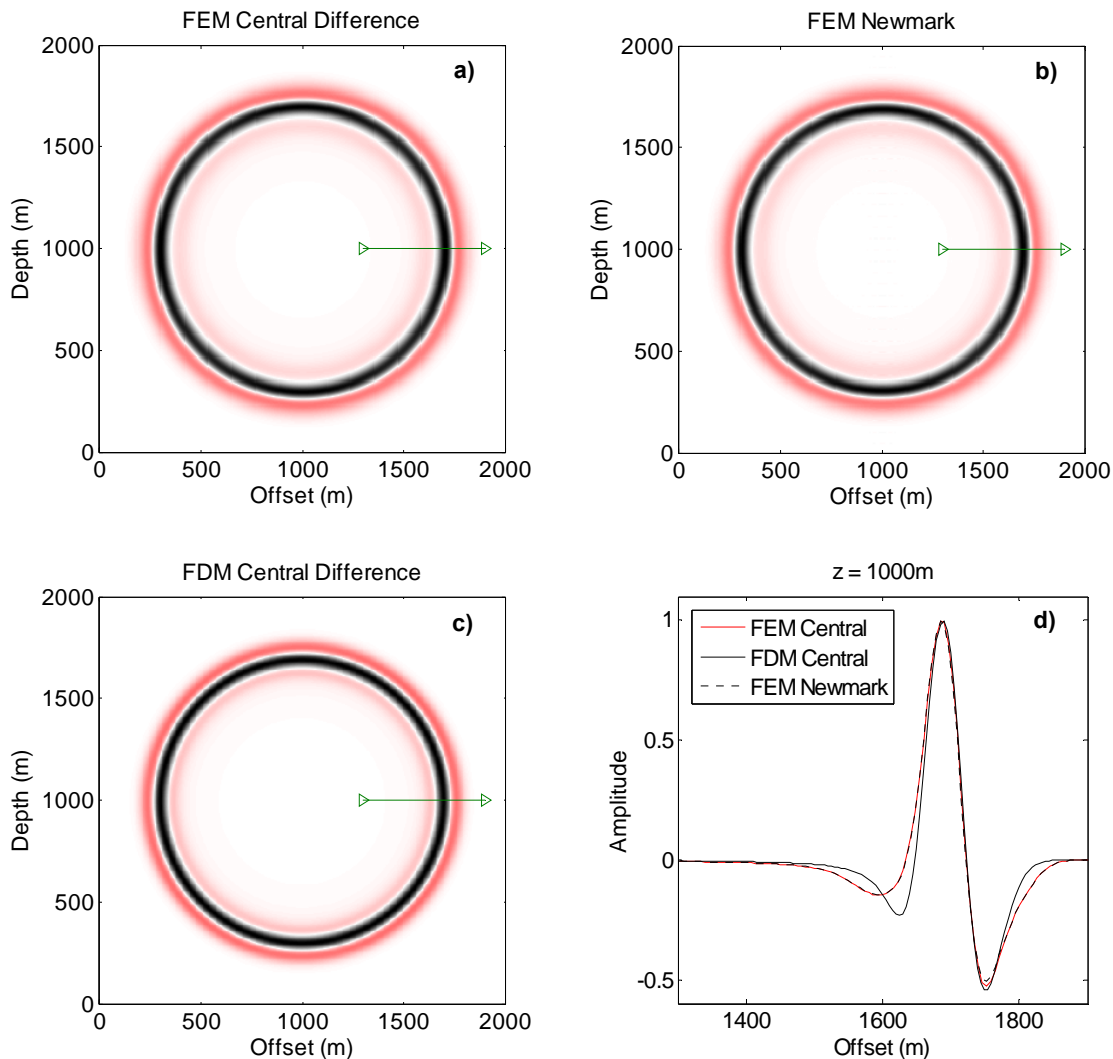 FEM Central Difference
a)
2000
1500
1000
500
0
Depth (m)
0 500 1000 1500 2000
Offset (m)
FEM Newmark
b)
2000
1500
1000
500
0
Depth (m)
0 500 1000 1500 2000
Offset (m)
FDM Central Difference
c)
2000
1500
1000
500
0
Depth (m)
0 500 1000 1500 2000
Offset (m)
z = 1000m
d)
FEM Central
FDM Central
FEM Newmark
1
0.5
0
-0.5
Amplitude
1400 1600 1800
Offset (m)